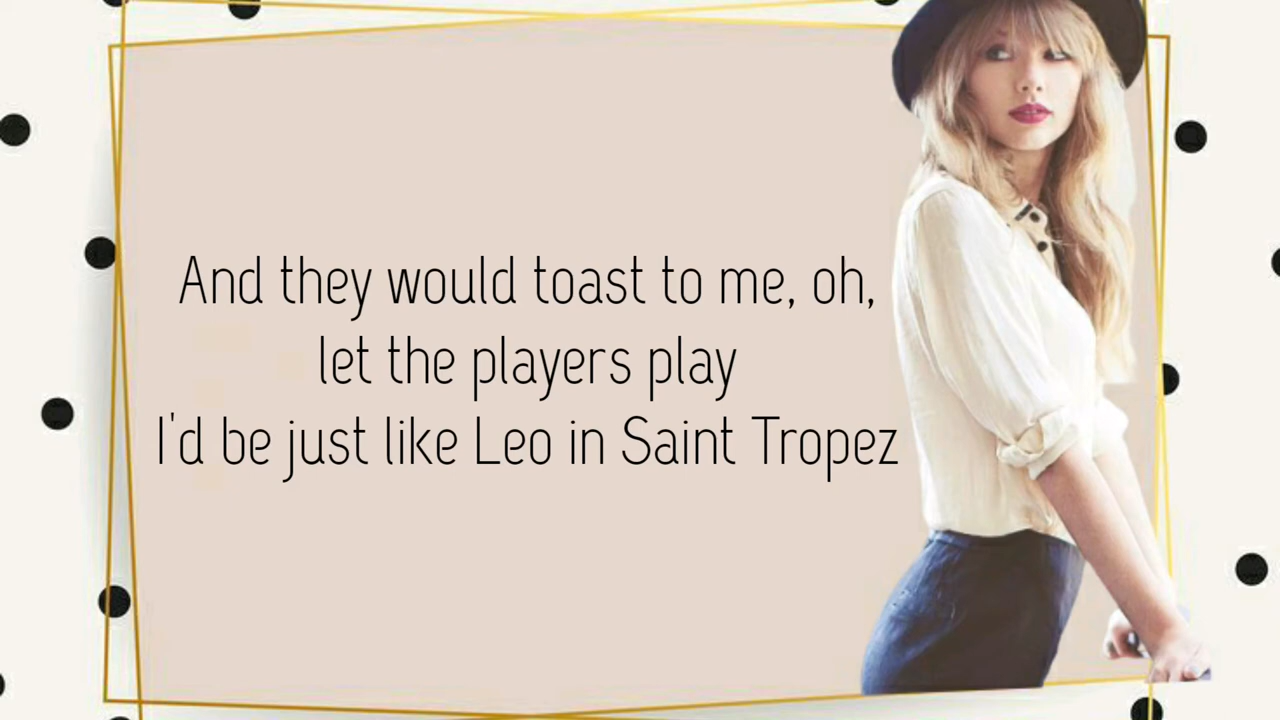 And they would toast to me, oh,
let the players play
I'd be just like Leo in Saint Tropez